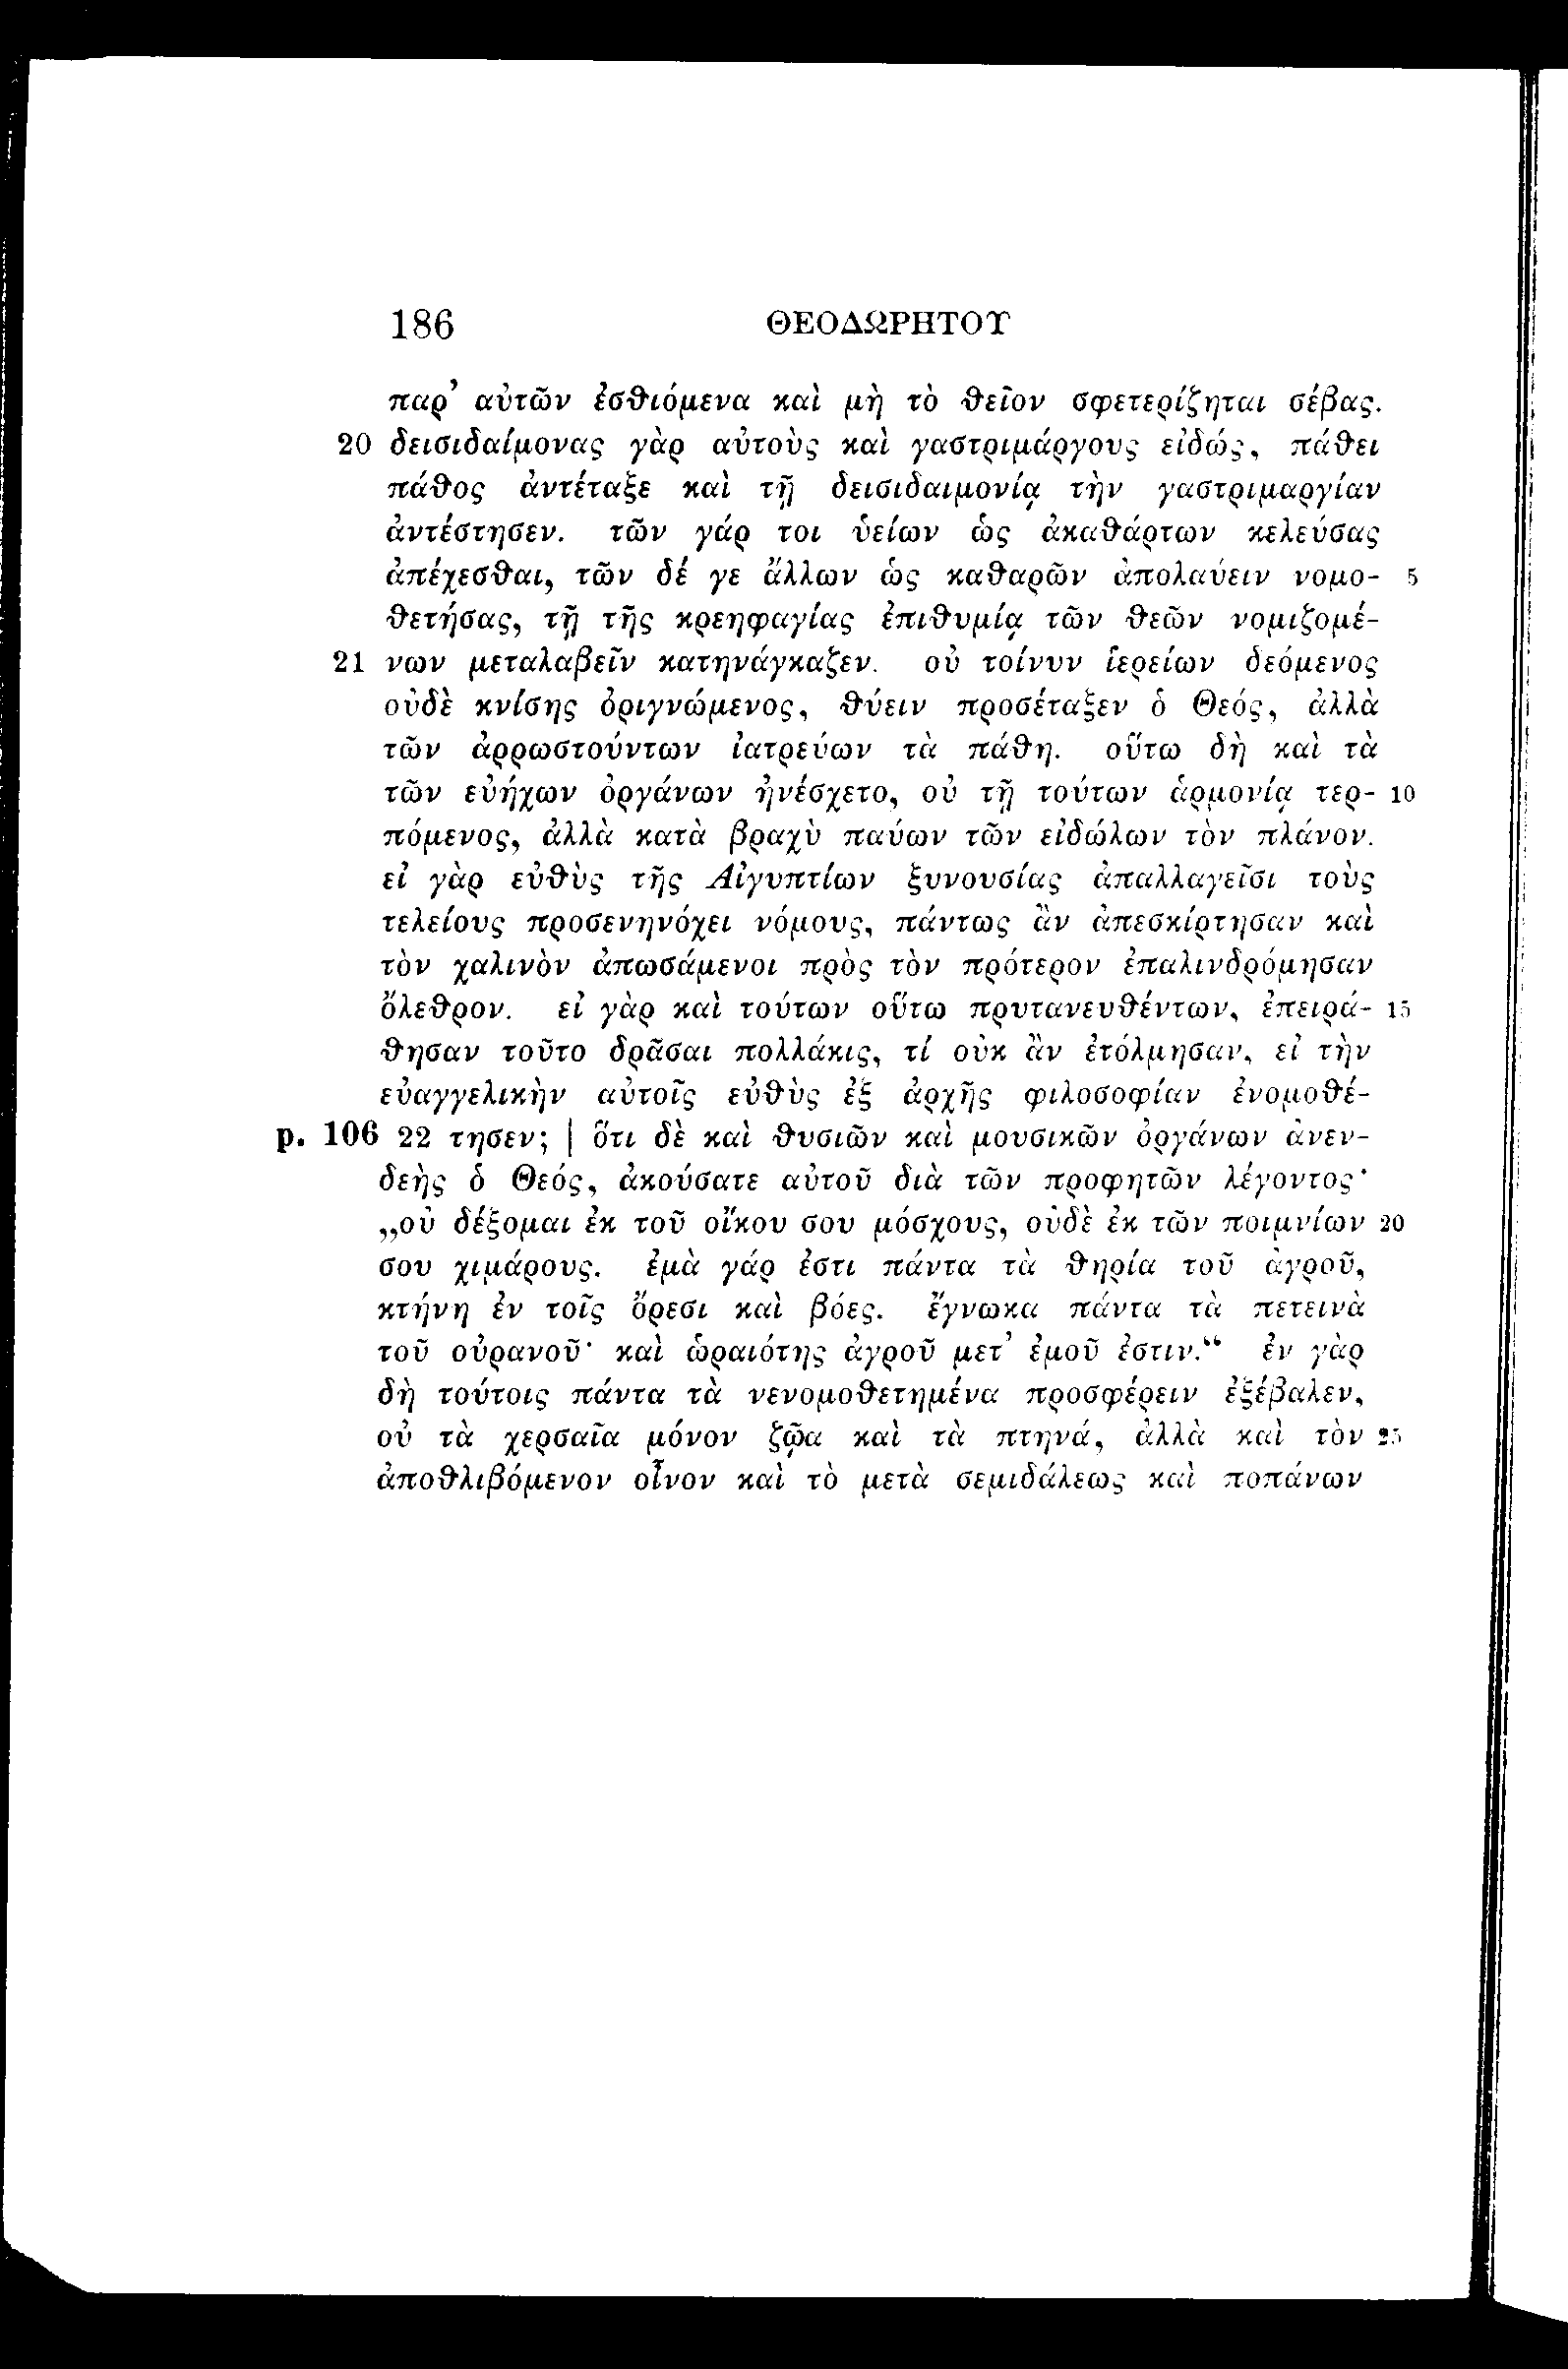 186 ΘΕΟΔΩΡΗΤΟΥ
παρ’ αὐτῶν ἐσθιόμενα καὶ μὴ τὸ θεῖον σφετερίζηται σέβας.
20 δεισιδαίμονας γὰρ αὐτοὺς καὶ γαστριμάργους εἰδώς, πάθει
πάθος ἀντέταξε καὶ τῇ δεισιδαιμονίᾳ τὴν γαστριμαργίαν
ἀντέστησεν. τῶν γάρ τοι ὑείων ὡς ἀκαθάρτων κελεύσας
ἀπέχεσθαι, τῶν δέ γε ἄλλων ὡς καθαρῶν ἀπολαύειν νομο- 5
θετήσας, τῇ τῆς κρεηφαγίας ἐπιθυμίᾳ τῶν θεῶν νομιζομέ-
21 νων μεταλαβεῖν κατηνάγκαζεν. οὐ τοίνυν ἱερείων δεόμενος
οὐδὲ κνίσης ὀριγνώμενος, θύειν προσέταξεν ὁ Θεός, ἀλλὰ
τῶν ἀρρωστούντων ἰατρεύων τὰ πάθη. οὕτω δὴ καὶ τὰ
τῶν εὐήχων ὀργάνων ἠνέσχετο, οὐ τῇ τούτων ἁρμονίᾳ τερ- 10
πόμενος, ἀλλὰ κατὰ βραχὺ παύων τῶν εἰδώλων τὸν πλάνον.
εἰ γὰρ εὐθὺς τῆς Αἰγυπτίων ξυνουσίας ἀπαλλαγεῖσι τοὺς
τελείους προσενηνόχει νόμους, πάντως ἂν ἀπεσκίρτησαν καὶ
τὸν χαλινὸν ἀπωσάμενοι πρὸς τὸν πρότερον ἐπαλινδρόμησαν
ὄλεθρον. εἰ γὰρ καὶ τούτων οὕτω πρυτανευθέντων, ἐπειρά- 15
θησαν τοῦτο δρᾶσαι πολλάκις, τί οὐκ ἂν ἐτόλμησαν, εἰ τὴν
εὐαγγελικὴν αὐτοῖς εὐθὺς ἐξ ἀρχῆς φιλοσοφίαν ἐνομοθέ-
p. 106 22 τησεν; | ὅτι δὲ καὶ θυσιῶν καὶ μουσικῶν ὀργάνων ἀνεν-
δεὴς ὁ Θεός, ἀκούσατε αὐτοῦ διὰ τῶν προφητῶν λέγοντος·
„οὐ δέξομαι ἐκ τοῦ οἴκου σου μόσχους, οὐδὲ ἐκ τῶν ποιμνίων 20
σου χιμάρους. ἐμὰ γάρ ἐστι πάντα τὰ θηρία τοῦ ἀγροῦ,
κτήνη ἐν τοῖς ὄρεσι καὶ βόες. ἔγνωκα πάντα τὰ πετεινὰ
τοῦ οὐρανοῦ· καὶ ὡραιότης ἀγροῦ μετ’ ἐμοῦ ἐστιν.“ ἐν γὰρ
δὴ τούτοις πάντα τὰ νενομοθετημένα προσφέρειν ἐξέβαλεν,
οὐ τὰ χερσαῖα μόνον ζῷα καὶ τὰ πτηνά, ἀλλὰ καὶ τὸν 25
ἀποθλιβόμενον οἶνον καὶ τὸ μετὰ σεμιδάλεως καὶ ποπάνων